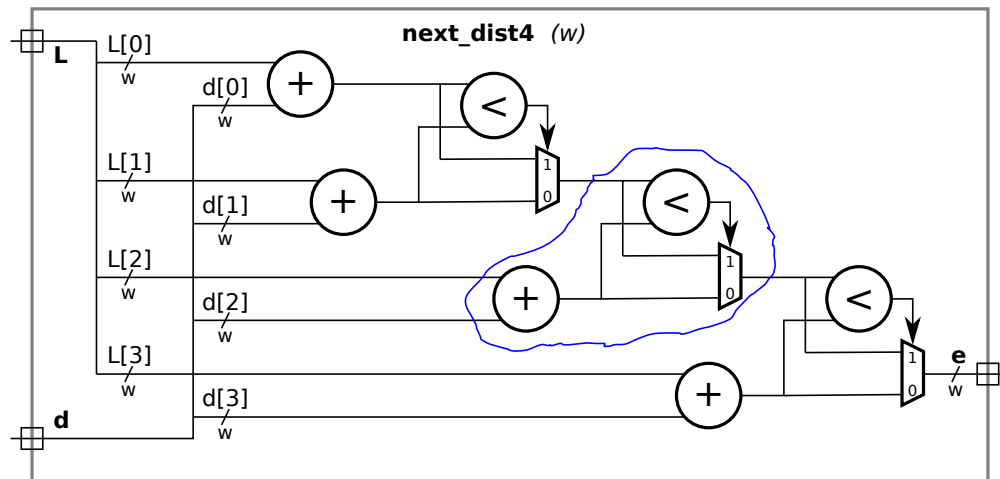 next_dist4 (w)
L
L[0]
w
d[0]
w
+
<
1
0
L[1]
w
d[1]
w
+
<
1
0
L[2]
w
d[2]
w
+
<
1
0
L[3]
w
d[3]
w
+
d
e
w